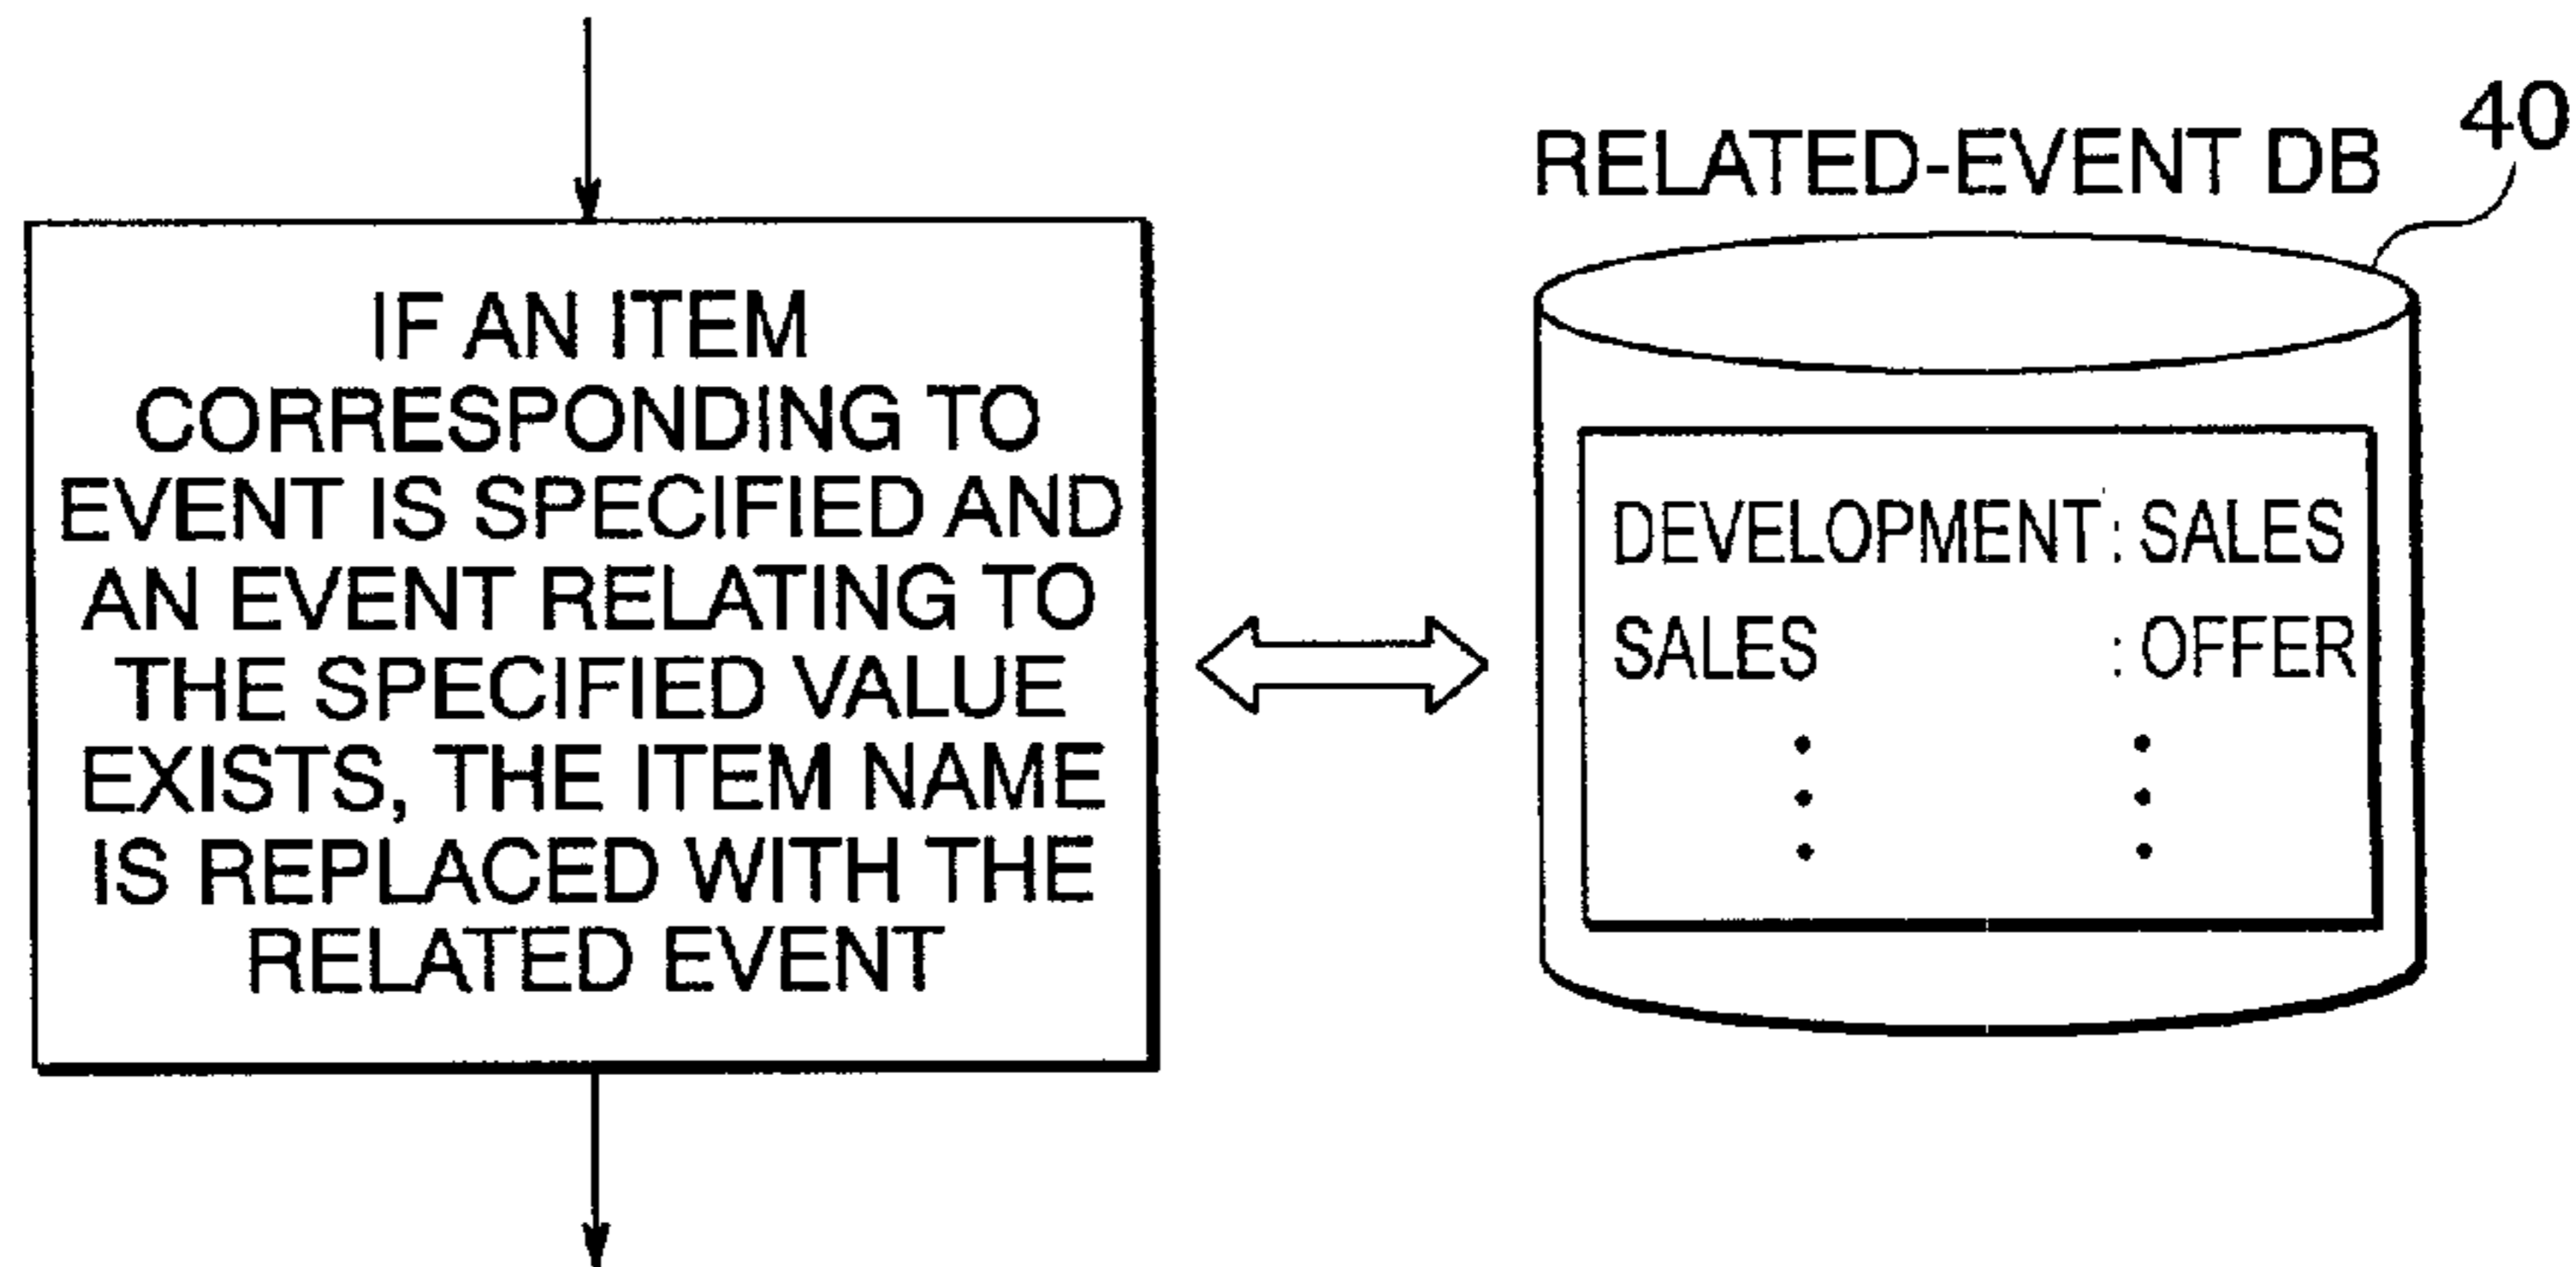 IF AN ITEM
CORRESPONDING TO
EVENT IS SPECIFIED AND
AN EVENT RELATING TO
THE SPECIFIED VALUE
EXISTS, THE ITEM NAME
IS REPLACED WITH THE
RELATED EVENT
40
RELATED-EVENT DB
DEVELOPMENT : SALES
SALES : OFFER